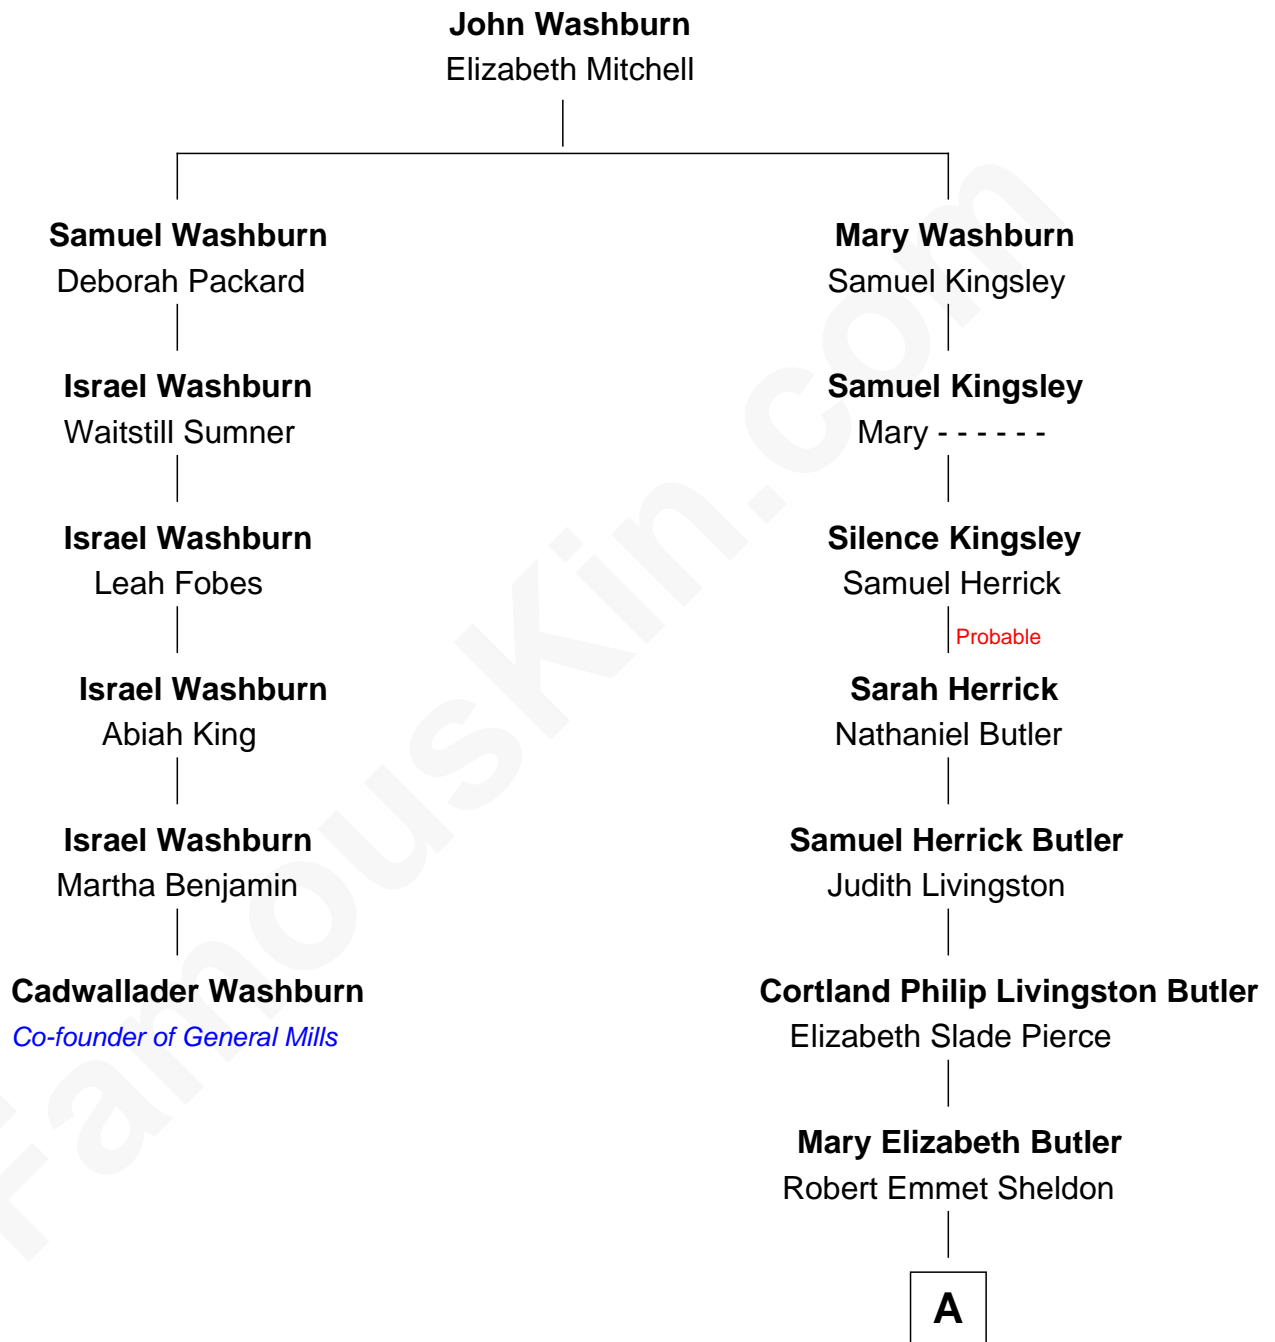 John Washburn
Elizabeth Mitchell
Samuel Washburn
Deborah Packard
Israel Washburn
Waitstill Sumner
Israel Washburn
Leah Fobes
Israel Washburn
Abiah King
Israel Washburn
Martha Benjamin
Cadwallader Washburn
Co-founder of General Mills
Mary Washburn
Samuel Kingsley
Samuel Kingsley
Mary - - - - - -
Silence Kingsley
Samuel Herrick
Probable
Sarah Herrick
Nathaniel Butler
Samuel Herrick Butler
Judith Livingston
Cortland Philip Livingston Butler
Elizabeth Slade Pierce
Mary Elizabeth Butler
Robert Emmet Sheldon
A
FamousKin.com